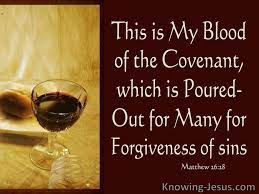 This is My Blood
of the Covenant,
which is Poured-
Out for Many for
Forgiveness of sins
Matthew 26:28
Knowing-Jesus.com